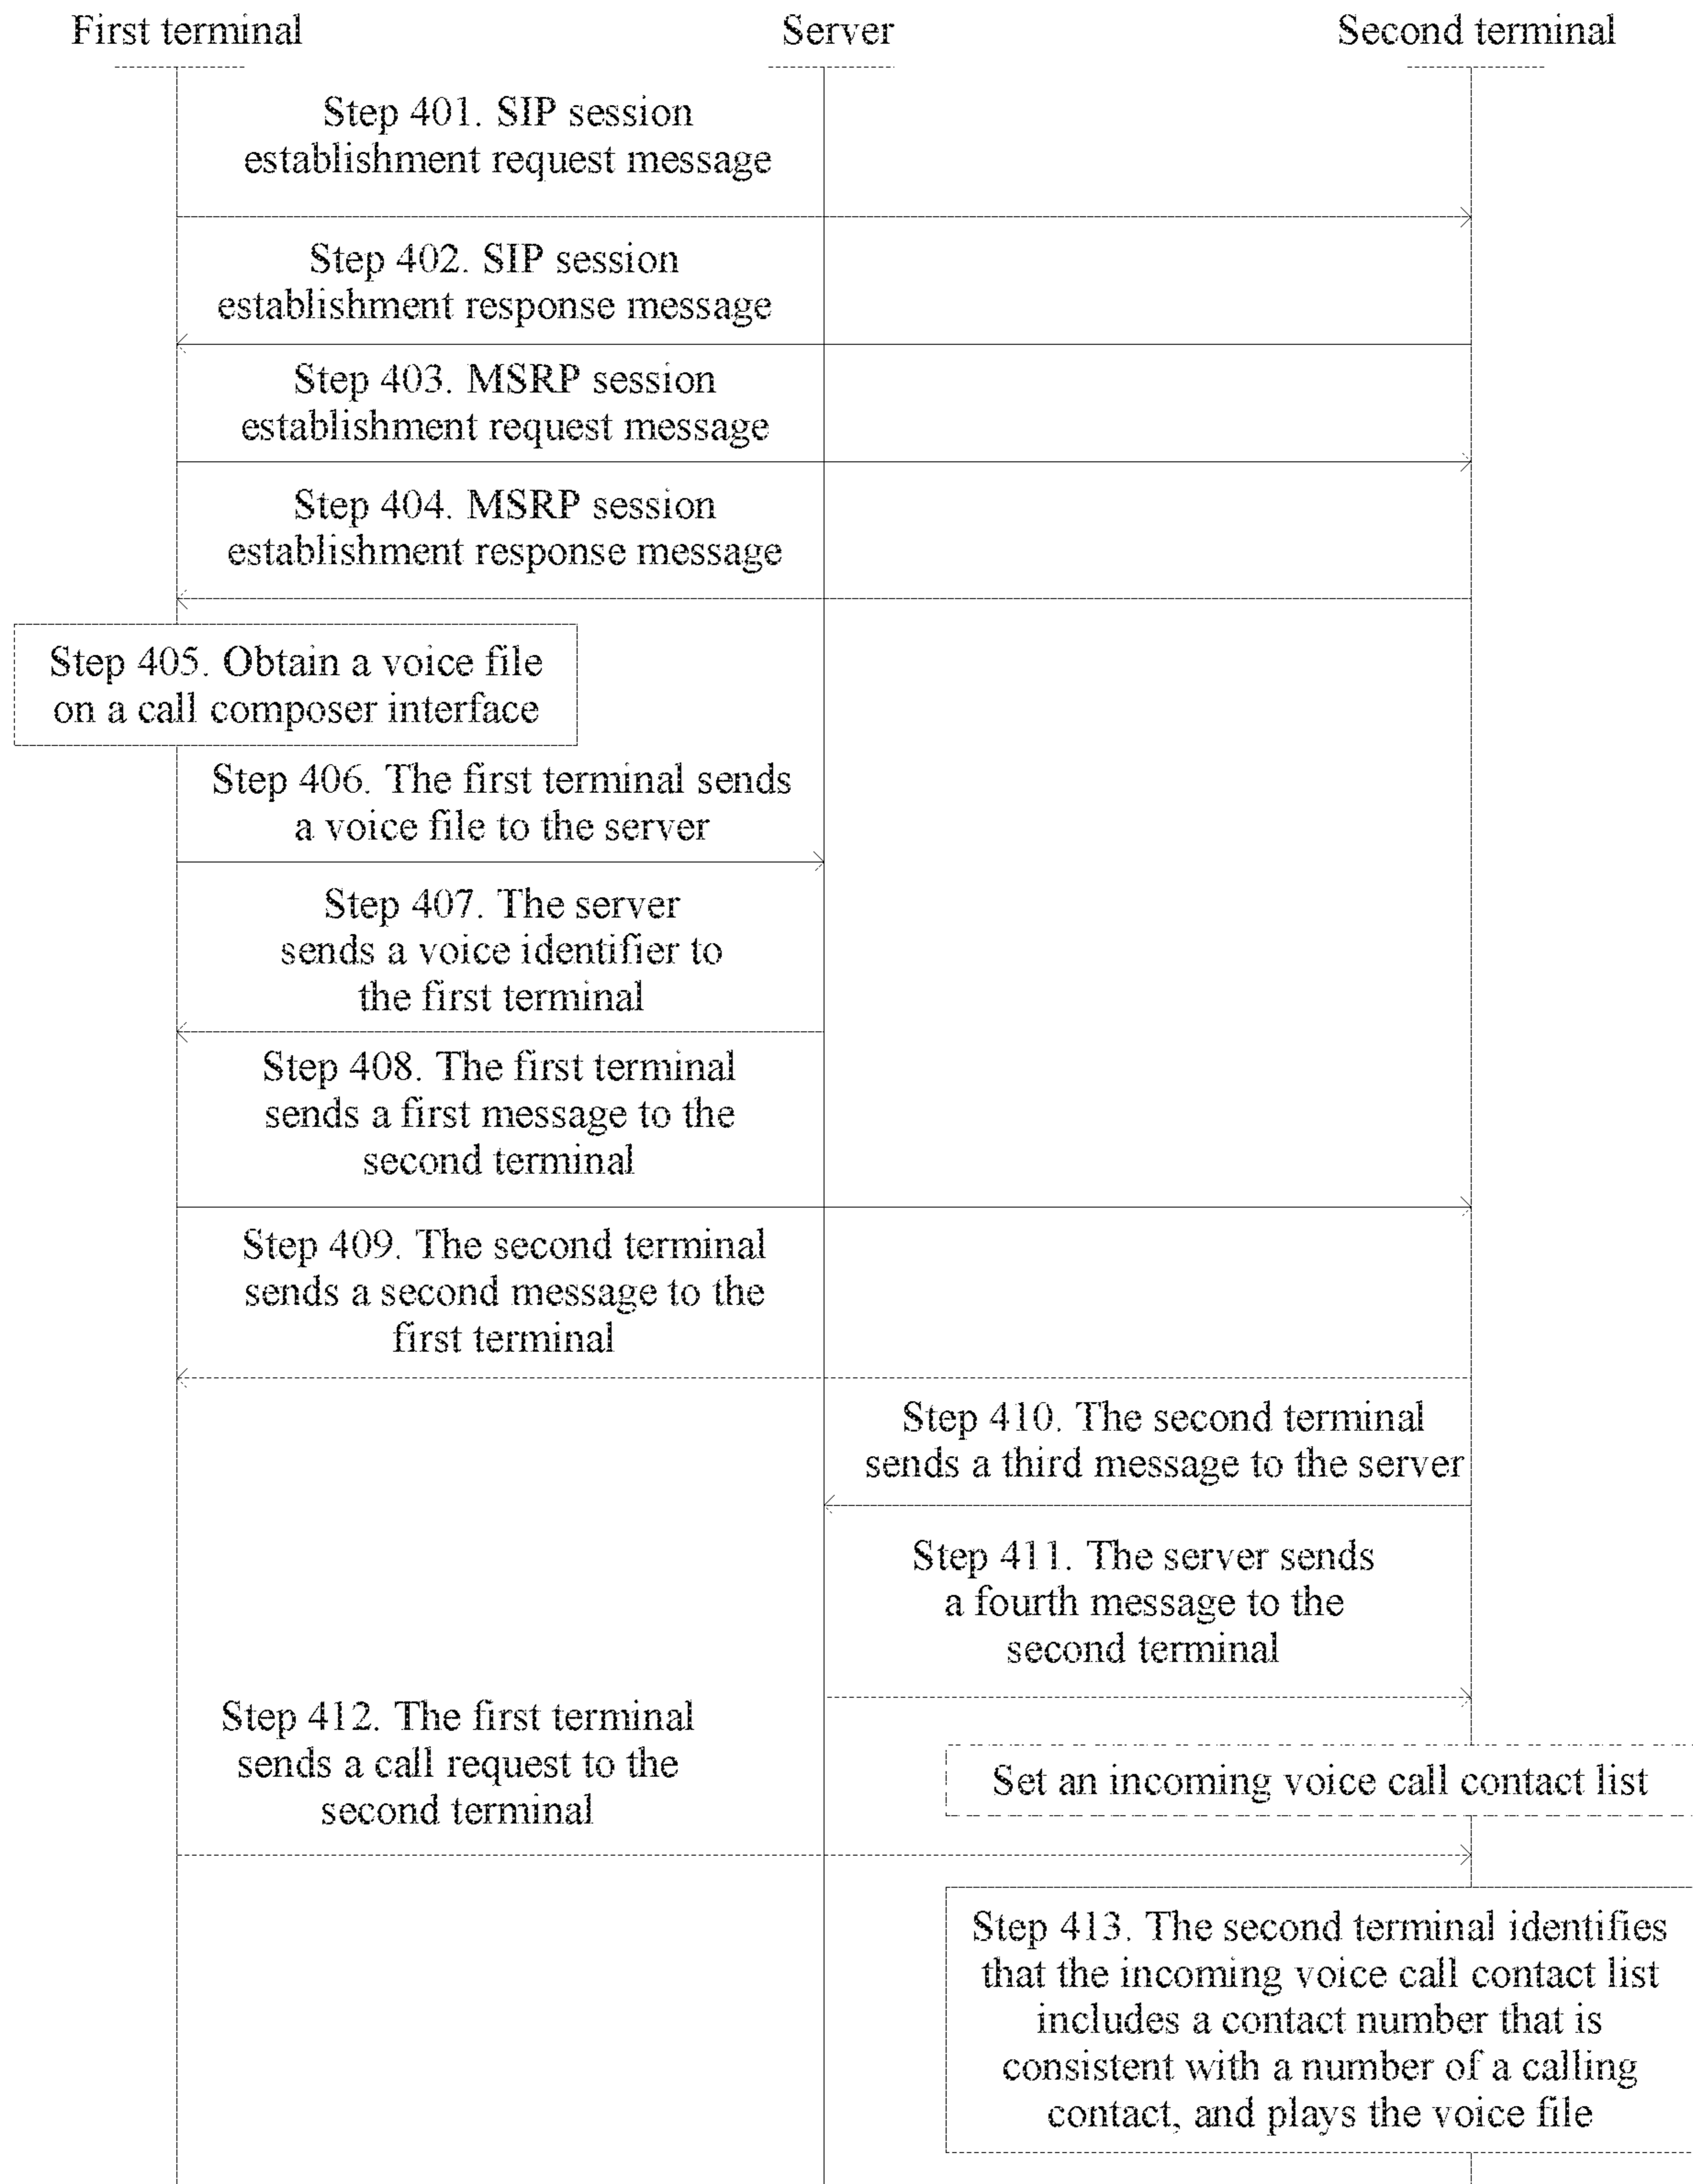 First terminal
Server
Second terminal
Step 401. SIP session
establishment request message
Step 402. SIP session
establishment response message
Step 403. MSRP session
establishment request message
Step 404. MSRP session
establishment response message
Step 405. Obtain a voice file
on a call composer interface
Step 406. The first terminal sends
a voice file to the server
Step 407. The server
sends a voice identifier to
the first terminal
Step 408. The first terminal
sends a first message to the
second terminal
Step 409. The second terminal
sends a second message to the
first terminal
Step 410. The second terminal
sends a third message to the server
Step 411. The server sends
a fourth message to the
second terminal
Step 412. The first terminal
sends a call request to the
second terminal
Set an incoming voice call contact list
Step 413. The second terminal identifies
that the incoming voice call contact list
includes a contact number that is
consistent with a number of a calling
contact, and plays the voice file